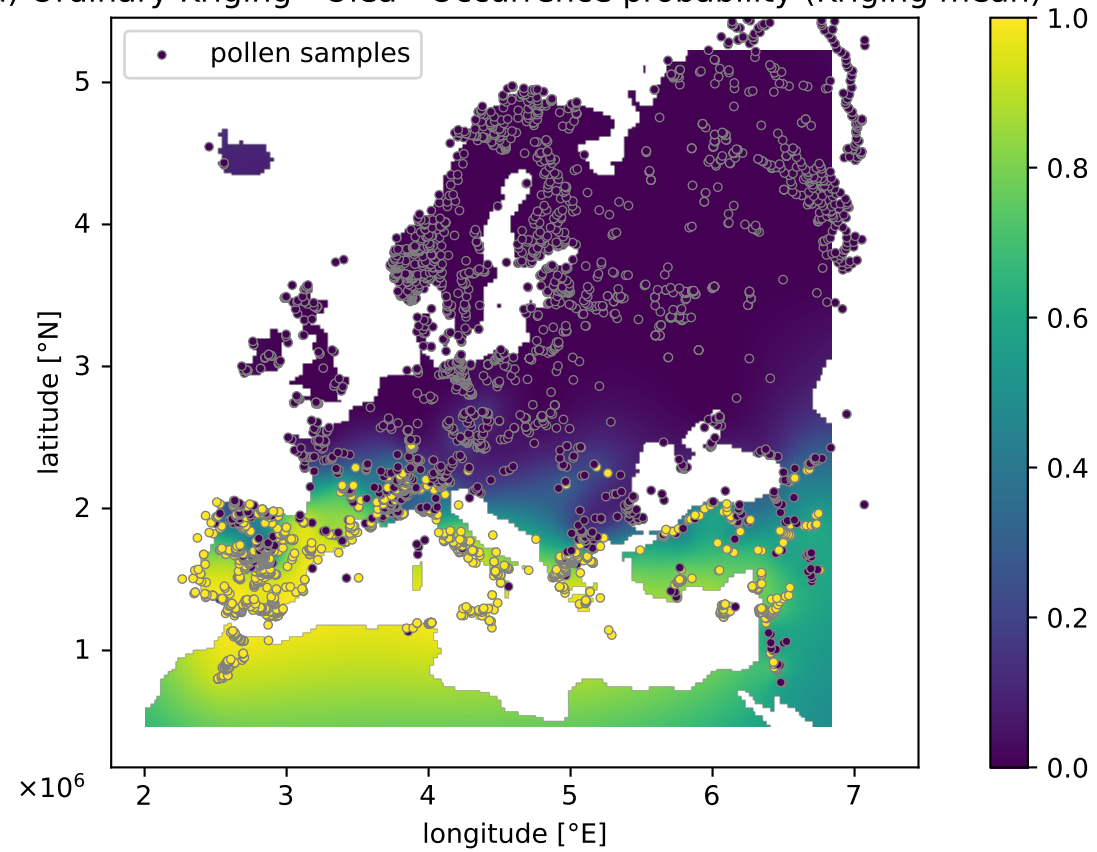 Ordinary Kriging - Olea - Occurrence probability (Kriging mean)
pollen samples
1.0
0.8
0.6
0.4
0.2
0.0
5
4
3
2
1
latitude [°N]
×10⁶
2 3 4 5 6 7
longitude [°E]